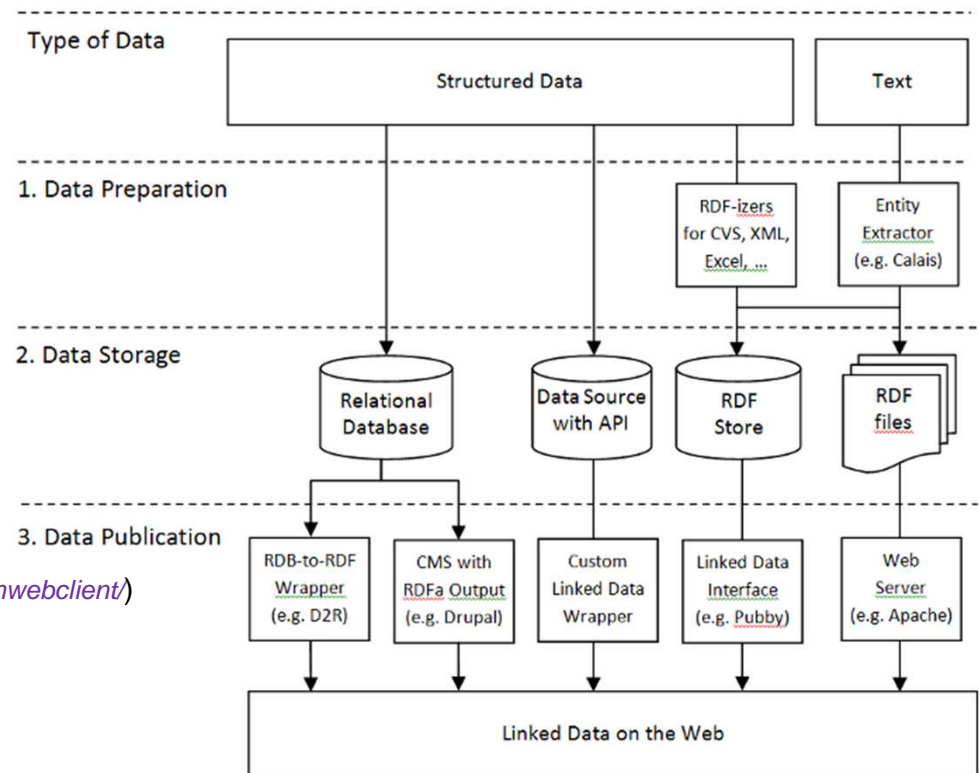 Type of Data
Structured Data
Text
1. Data Preparation
RDF-izers
for CVS, XML,
Excel, ...
Entity
Extractor
(e.g. Calais)
2. Data Storage
Relational
Database
Data Source
with API
RDF
Store
RDF
files
3. Data Publication
nwebclient/)
RDB-to-RDF
Wrapper
(e.g. D2R)
CMS with
RDFa Output
(e.g. Drupal)
Custom
Linked Data
Wrapper
Linked Data
Interface
(e.g. Pubby)
Web
Server
(e.g. Apache)
Linked Data on the Web